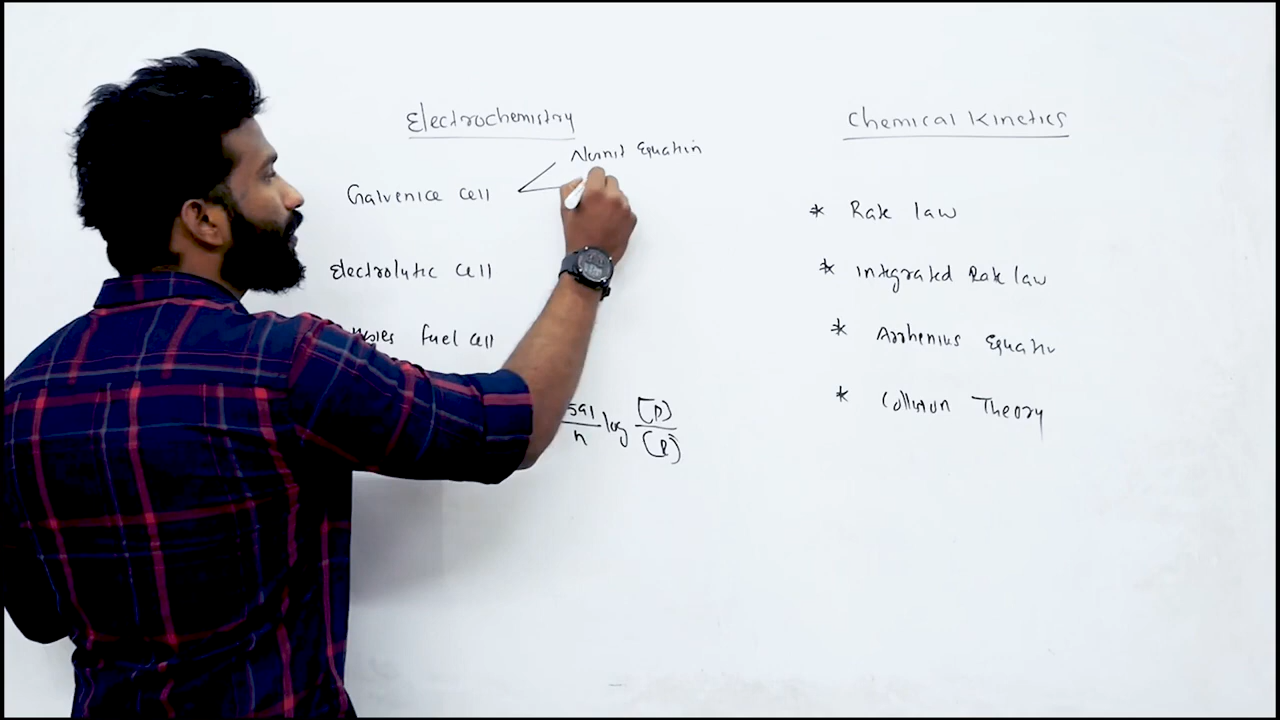 Electrochemistry
Nernst Equation
Galvenice cell
Electrolytic cell
fuel cell
591
n
log
[P]
[R]
Chemical Kinetics
* Rate law
* Integrated Rate law
* Arrhenius Equation
* Collision Theory